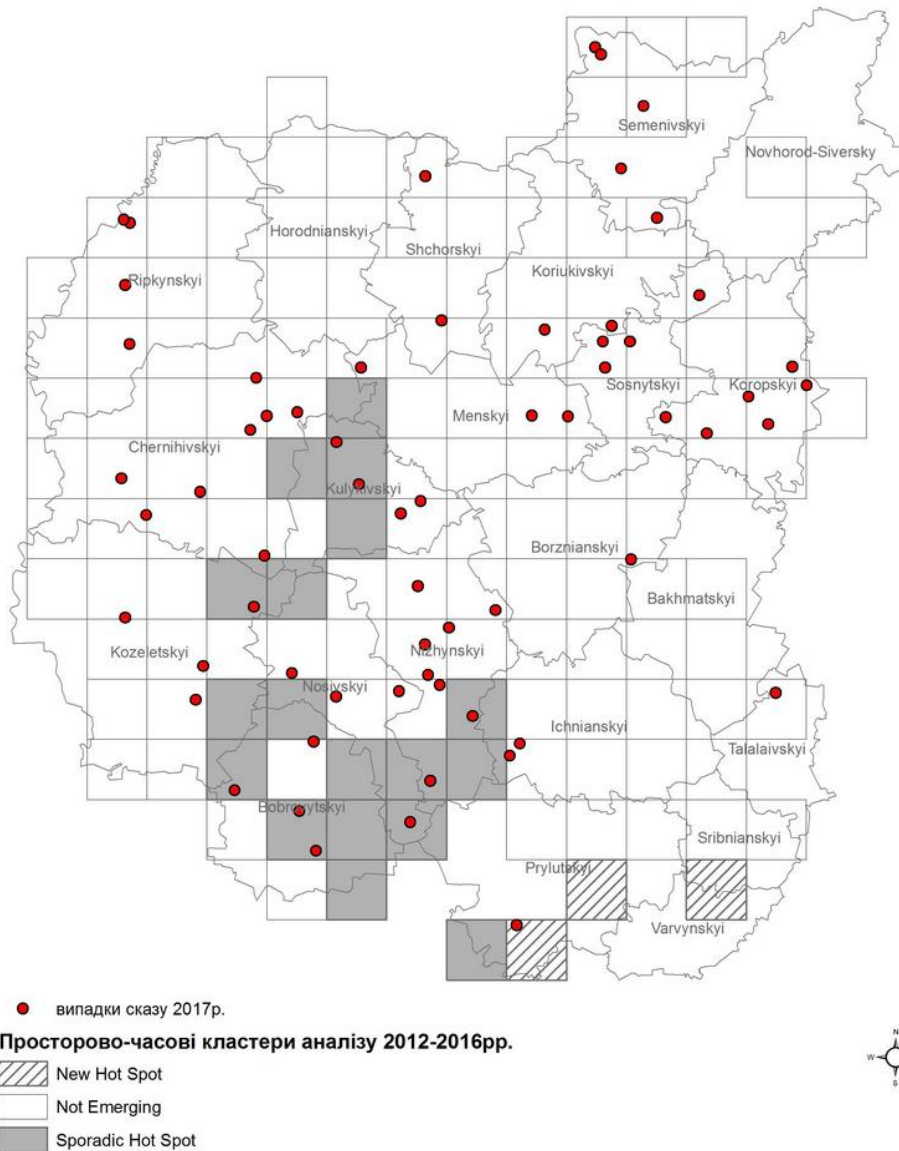 Semenivskyi
Novhorod-Siversky
Horodnianskyi
Shchorskyi
Koriukivskyi
Ripkynskyi
Sosnytskyi
Koropskyi
Menskyi
Chernihivskyi
Kulykivskyi
Borznianskyi
Bakhmatskyi
Kozeletskyi
Nizhynskyi
Nosivskyi
Ichnianskyi
Talalaivskyi
Bobrovytskyi
Sribnianskyi
Prylutskyi
Varvynskyi
випадки сказу 2017р.
Просторово-часові кластери аналізу 2012-2016рр.
New Hot Spot
Not Emerging
Sporadic Hot Spot
N
W
S